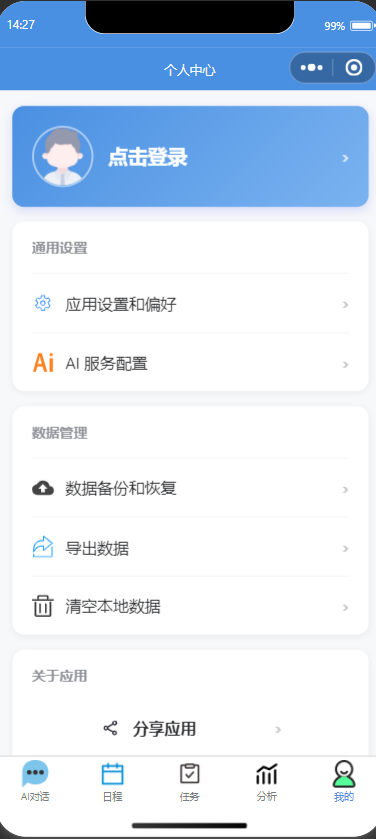 14:27
99%
个人中心
点击登录
通用设置
应用设置和偏好
Ai AI 服务配置
数据管理
数据备份和恢复
导出数据
清空本地数据
关于应用
分享应用
AI对话 日程 任务 分析 我的